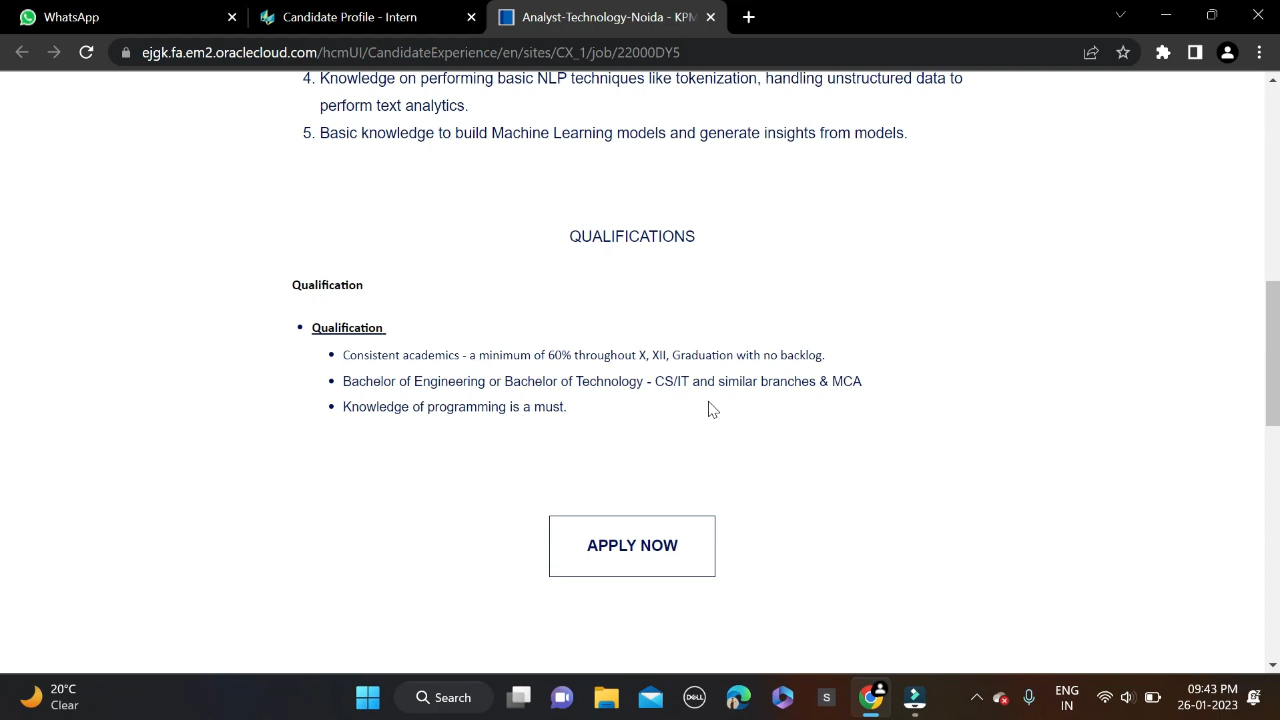 WhatsApp
Candidate Profile - Intern
Analyst-Technology-Noida - KPM
ejgk.fa.em2.oraclecloud.com/hcmUI/CandidateExperience/en/sites/CX_1/job/22000DY5
4. Knowledge on performing basic NLP techniques like tokenization, handling unstructured data to
perform text analytics.
5. Basic knowledge to build Machine Learning models and generate insights from models.
QUALIFICATIONS
Qualification
• Qualification
• Consistent academics - a minimum of 60% throughout X, XII, Graduation with no backlog.
• Bachelor of Engineering or Bachelor of Technology - CS/IT and similar branches & MCA
• Knowledge of programming is a must.
APPLY NOW
20°C
Clear
Search
DELL
S
ENG
IN
09:43 PM
26-01-2023